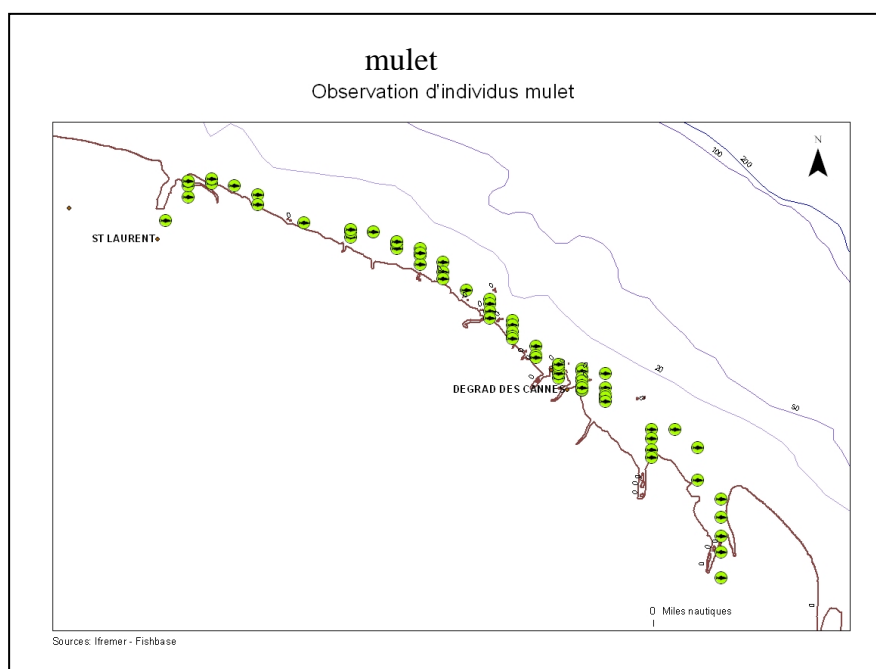 mulet
Observation d'individus mulet
N
100
200
ST LAURENT
20
50
DEGRAD DES CANNES
0 Miles nautiques
Sources: Ifremer - Fishbase